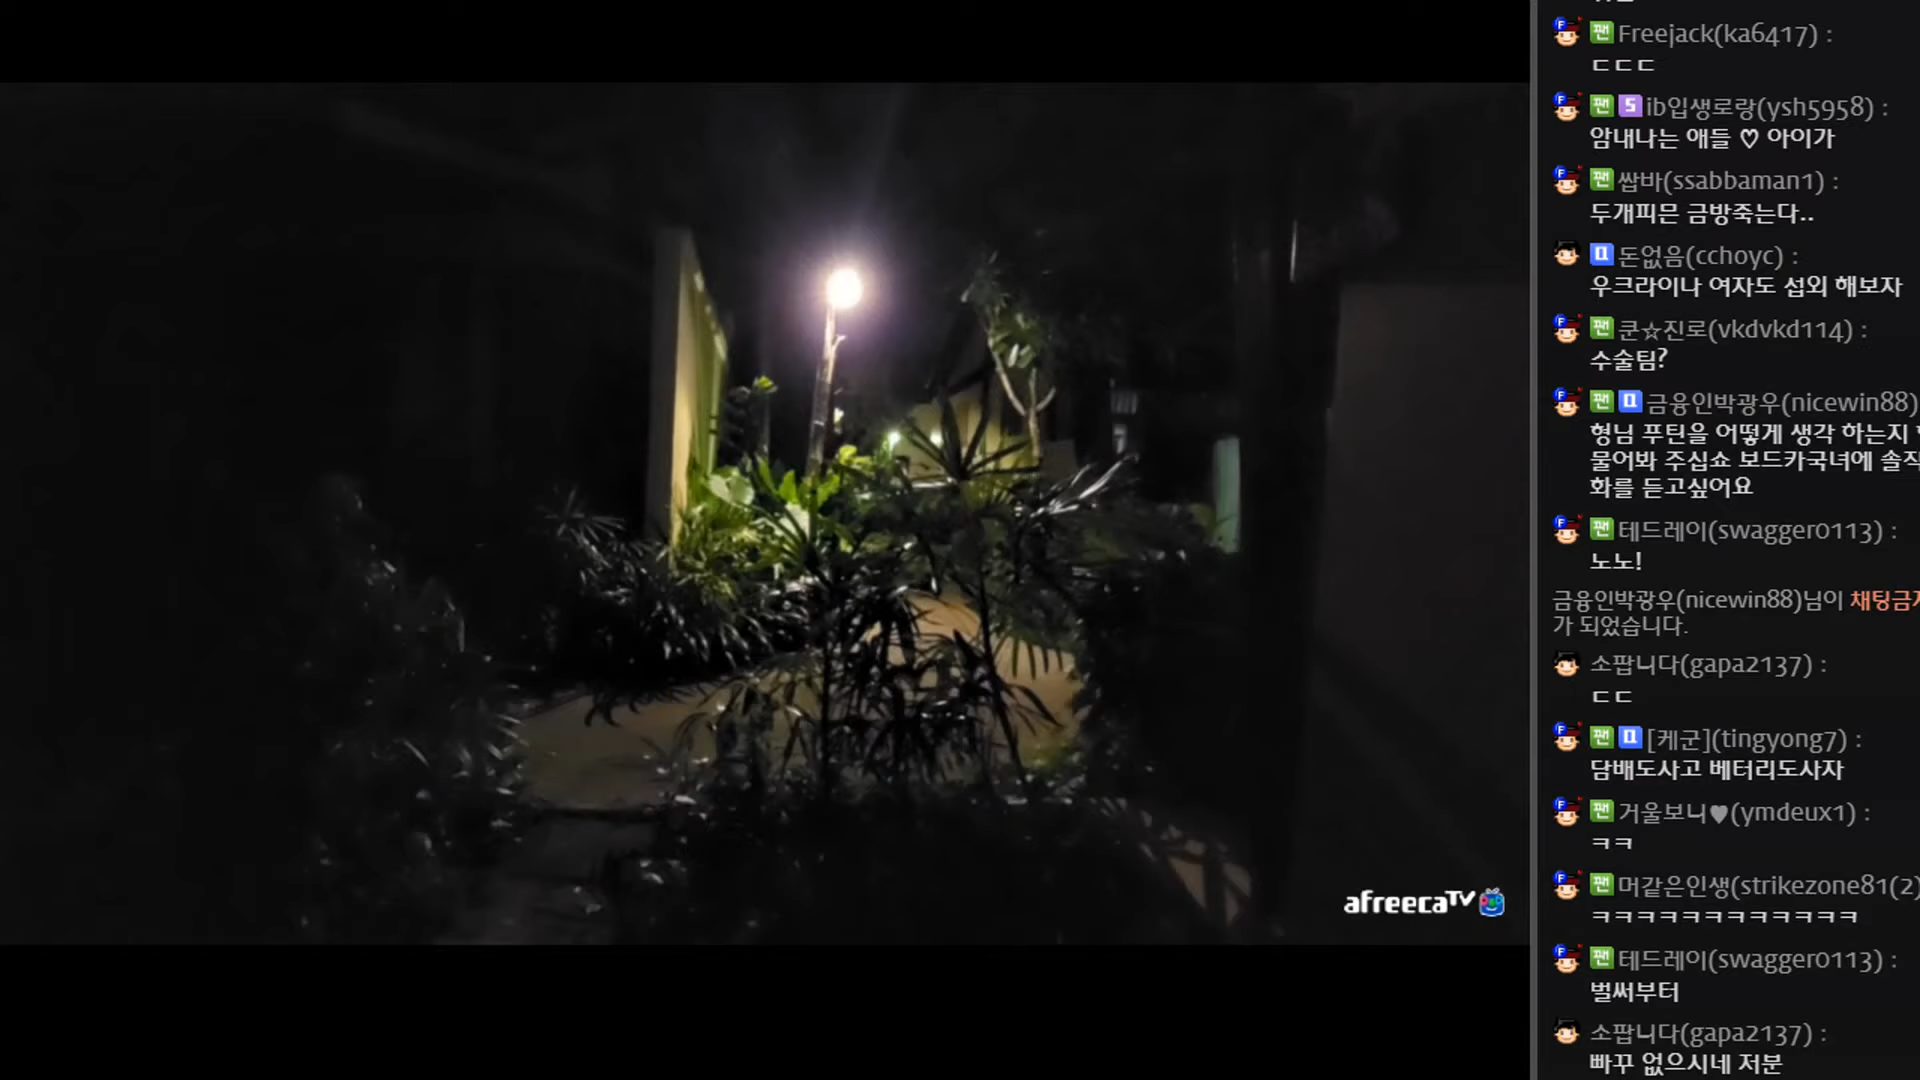 Freejack(ka6417) :
ㄷㄷㄷ
ib입생로랑(ysh5958) :
암내나는 애들 ♡ 아이가
쌉바(ssabbaman1) :
두개피믄 금방죽는다..
돈없음(cchoyc) :
우크라이나 여자도 섭외 해보자
쿤☆진로(vkdvkd114) :
수술팀?
금융인박광우(nicewin88)
형님 푸틴을 어떻게 생각 하는지
물어봐 주십쇼 보드카국녀에 솔직
화를 듣고싶어요
테드레이(swagger0113) :
노노!
금융인박광우(nicewin88)님이 채팅금지
가 되었습니다.
소팝니다(gapa2137) :
ㄷㄷ
[케군](tingyong7) :
담배도사고 베터리도사자
거울보니♥(ymdeux1) :
ㅋㅋ
머같은인생(strikezone81(2)
ㅋㅋㅋㅋㅋㅋㅋㅋㅋㅋㅋㅋ
테드레이(swagger0113) :
벌써부터
afreecaTV
소팝니다(gapa2137) :
빠꾸 없으시네 저분